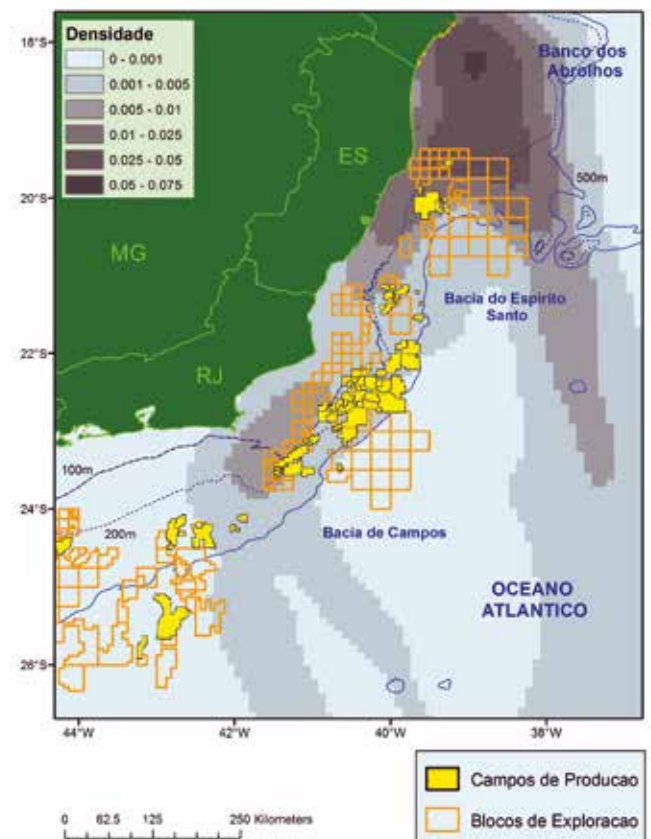 Densidade
0 - 0.001
0.001 - 0.005
0.005 - 0.01
0.01 - 0.025
0.025 - 0.05
0.05 - 0.075
18°S
20°S
22°S
24°S
26°S
Banco dos
Abrolhos
ES
500m
MG
Bacia do Espirito
Santo
RJ
100m
200m
Bacia de Campos
OCEANO
ATLANTICO
44°W
42°W
40°W
38°W
Campos de Producao
Blocos de Exploracao
0 62.5 125 250 Kilometers